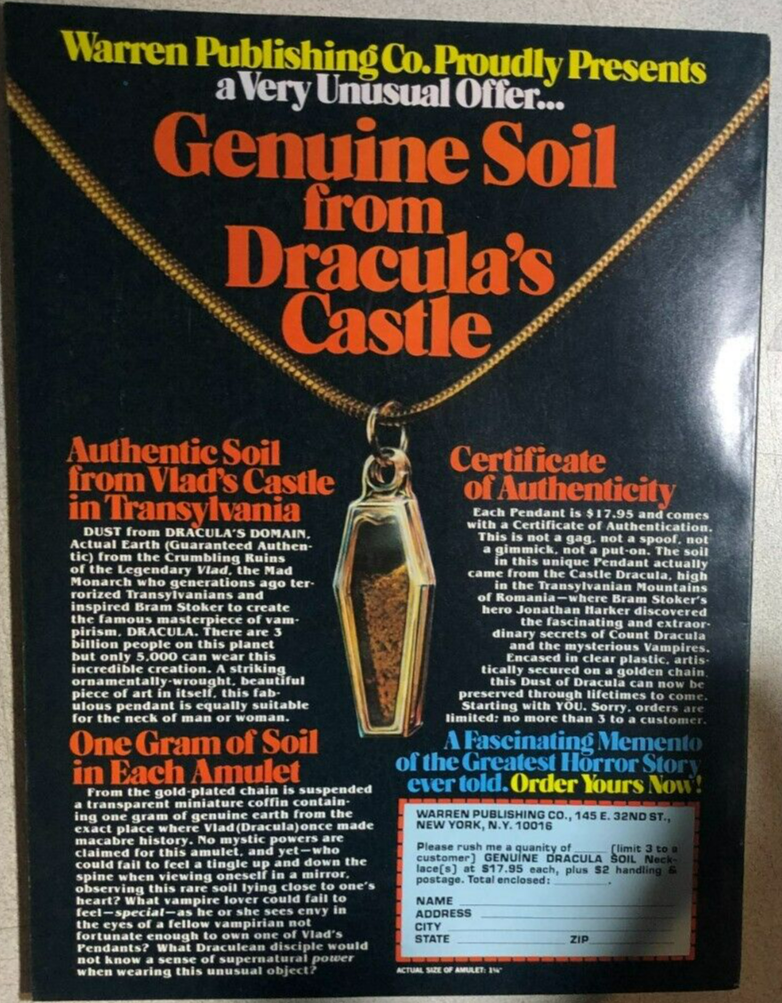 Warren Publishing Co. Proudly Presents
a Very Unusual Offer...
Genuine Soil
from
Dracula's
Castle
Authentic Soil
from Vlad's Castle
in Transylvania
DUST from DRACULA'S DOMAIN.
Actual Earth (Guaranteed Authen-
tic) from the Crumbling Ruins
of the Legendary Vlad, the Mad
Monarch who generations ago ter-
rorized Transylvanians and
inspired Bram Stoker to create
the famous masterpiece of vam-
pirism, DRACULA. There are 3
billion people on this planet
but only 5,000 can wear this
incredible creation. A striking
ornamentally-wrought, beautiful
piece of art in itself, this fab-
ulous pendant is equally suitable
for the neck of man or woman.
One Gram of Soil
in Each Amulet
From the gold-plated chain is suspended
a transparent miniature coffin contain-
ing one gram of genuine earth from the
exact place where Vlad (Dracula) once made
macabre history. No mystic powers are
claimed for this amulet, and yet—who
could fail to feel a tingle up and down the
spine when viewing oneself in a mirror,
observing this rare soil lying close to one's
heart? What vampire lover could fail to
feel—special—as he or she sees envy in
the eyes of a fellow vampirian not
fortunate enough to own one of Vlad's
Pendants? What Draculean disciple would
not know a sense of supernatural power
when wearing this unusual object?
Certificate
of Authenticity
Each Pendant is $17.95 and comes
with a Certificate of Authentication.
This is not a gag, not a spoof, not
a gimmick, not a put-on. The soil
in this unique Pendant actually
came from the Castle Dracula, high
in the Transylvanian Mountains
of Romania—where Bram Stoker's
hero Jonathan Harker discovered
the fascinating and extraor-
dinary secrets of Count Dracula
and the mysterious Vampires.
Encased in clear plastic, artis-
tically secured on a golden chain,
this Dust of Dracula can now be
preserved through lifetimes to come.
Starting with YOU. Sorry, orders are
limited; no more than 3 to a customer.
A Fascinating Memento
of the Greatest Horror Story
ever told. Order Yours Now!
WARREN PUBLISHING CO., 145 E. 32ND ST.,
NEW YORK, N.Y. 10016
Please rush me a quanity of ____ [limit 3 to a
customer] GENUINE DRACULA SOIL Neck-
lace[s] at $17.95 each, plus $2 handling &
postage. Total enclosed: ________.
NAME
ADDRESS
CITY
STATE ZIP
ACTUAL SIZE OF AMULET: 1¼"